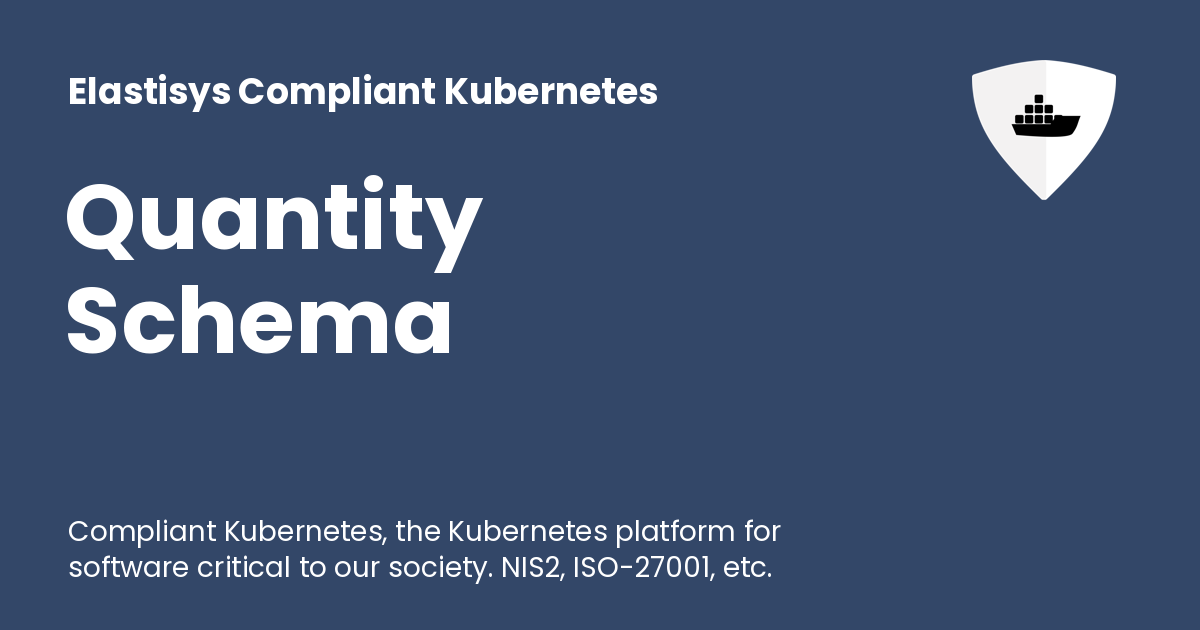 Elastisys Compliant Kubernetes
Quantity
Schema
Compliant Kubernetes, the Kubernetes platform for
software critical to our society. NIS2, ISO-27001, etc.